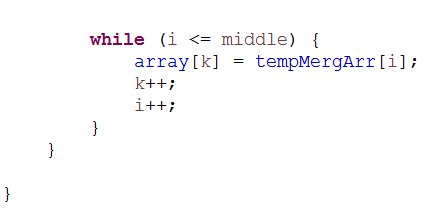 while (i <= middle) {
array[k] = tempMergArr[i];
k++;
i++;
}
}
}